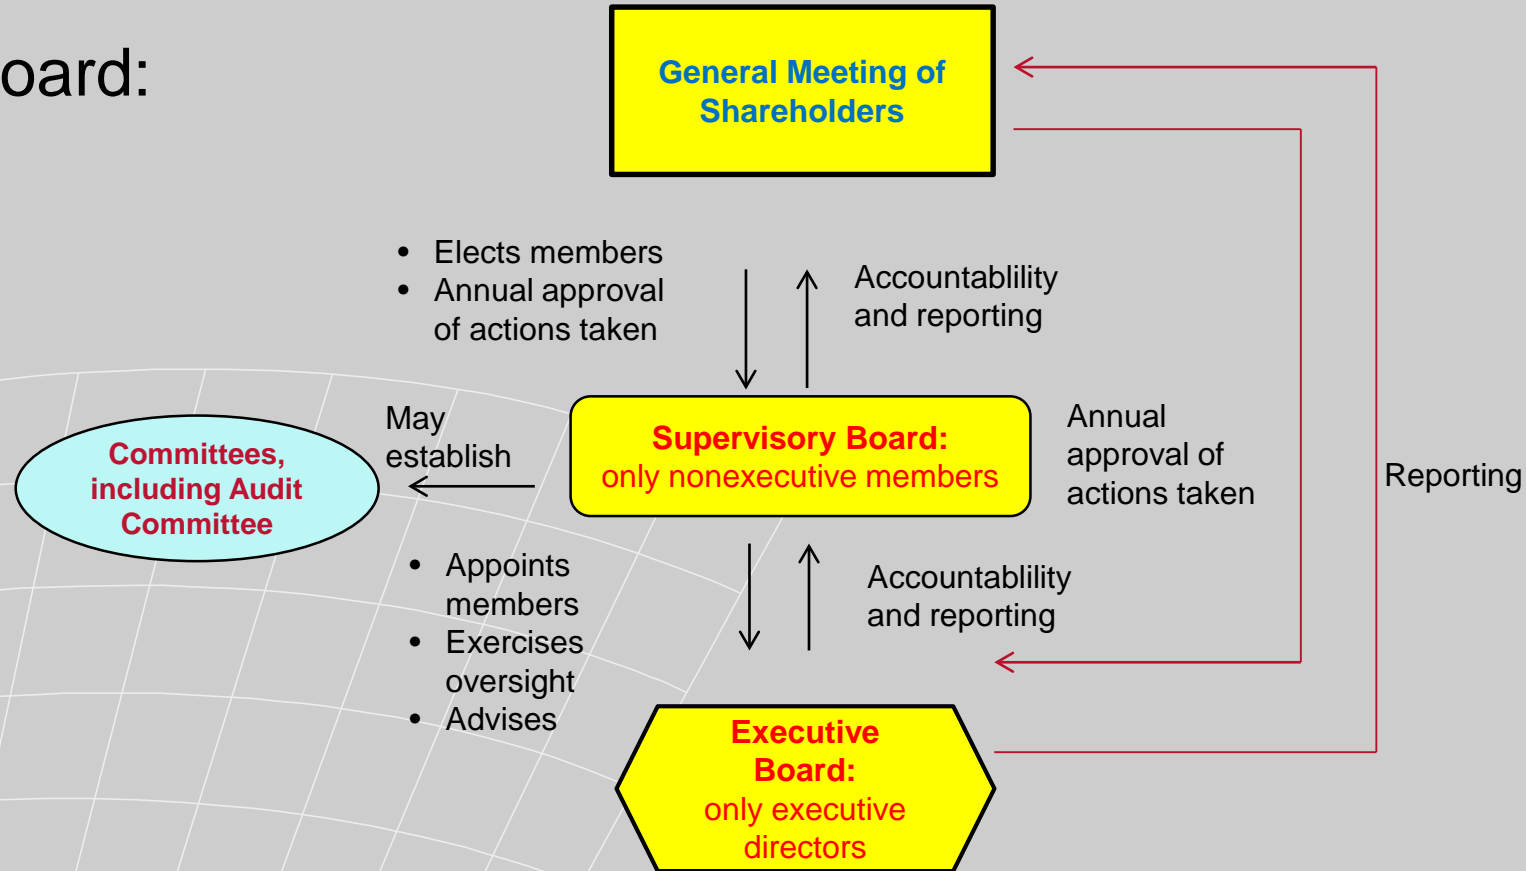 oard:
General Meeting of
Shareholders
• Elects members
• Annual approval
of actions taken
Accountablility
and reporting
May
establish
Committees,
including Audit
Committee
Supervisory Board:
only nonexecutive members
Annual
approval of
actions taken
Reporting
• Appoints
members
• Exercises
oversight
• Advises
Accountablility
and reporting
Executive
Board:
only executive
directors